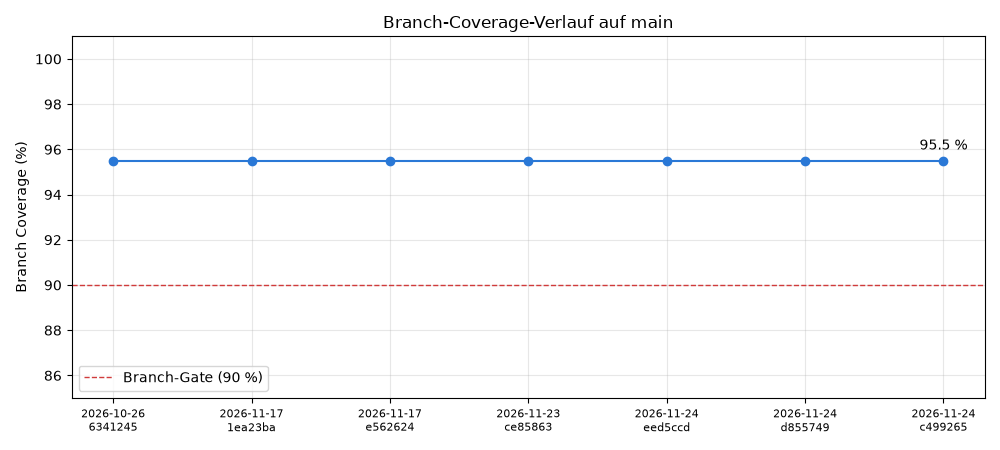 Branch-Coverage-Verlauf auf main
Branch Coverage (%)
100
98
96
94
92
90
88
86
95.5 %
Branch-Gate (90 %)
2026-10-26
6341245
2026-11-17
1ea23ba
2026-11-17
e562624
2026-11-23
ce85863
2026-11-24
eed5ccd
2026-11-24
d855749
2026-11-24
c499265